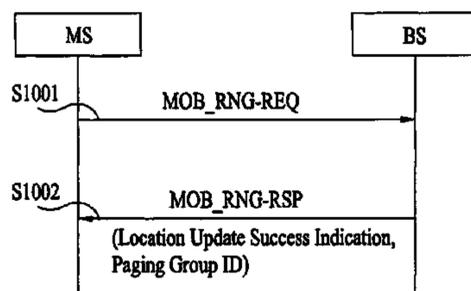 MS
BS
S1001
MOB_RNG-REQ
S1002
MOB_RNG-RSP
(Location Update Success Indication,
Paging Group ID)